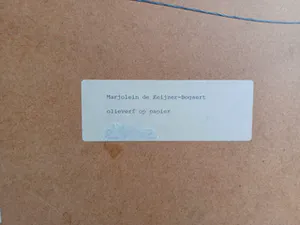 Marjolein de Keijzer-Bogaert
olieverf op papier